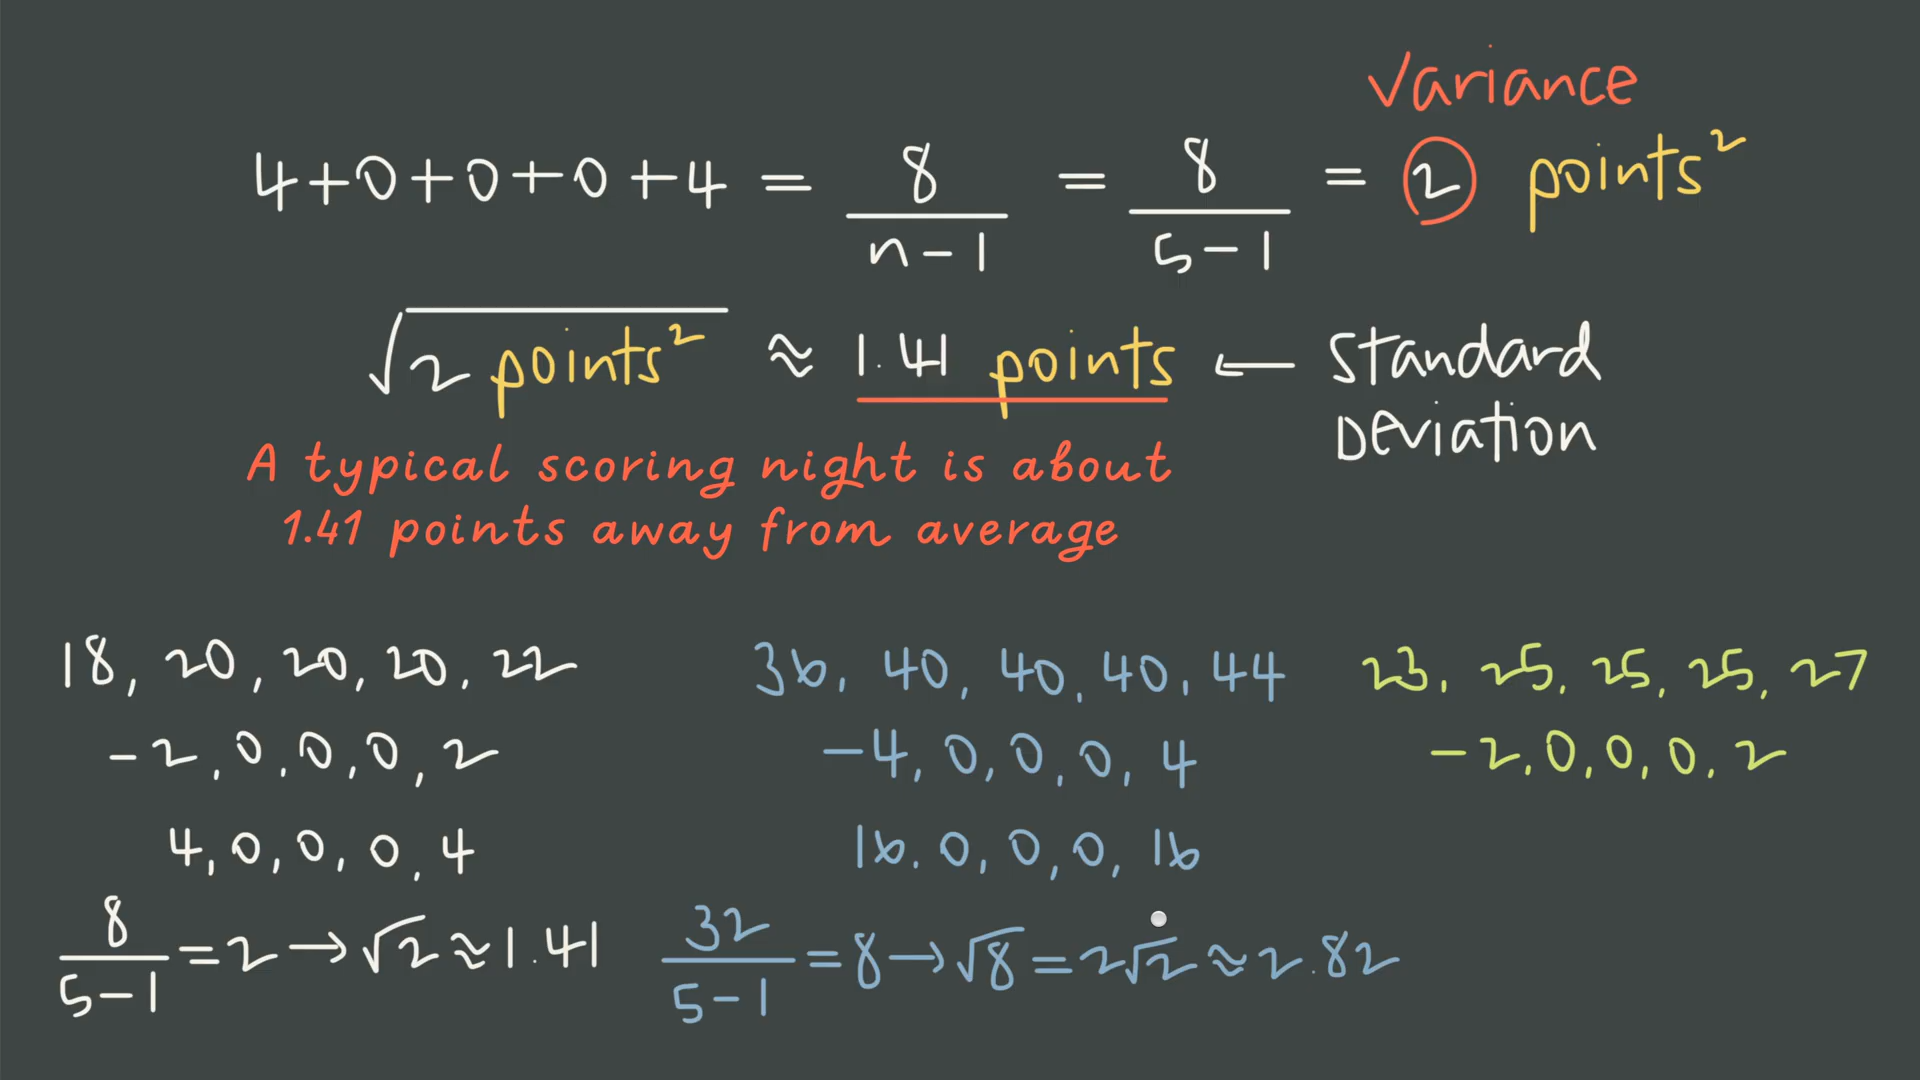 variance
4+0+0+0+4 = 8/(n-1) = 8/(5-1) = 2 points²
√(2 points²) ≈ 1.41 points ← Standard Deviation
A typical scoring night is about
1.41 points away from average
18, 20, 20, 20, 22
-2, 0, 0, 0, 2
4, 0, 0, 0, 4
8/(5-1) = 2 → √2 ≈ 1.41
36, 40, 40, 40, 44
-4, 0, 0, 0, 4
16, 0, 0, 0, 16
32/(5-1) = 8 → √8 = 2√2 ≈ 2.82
23, 25, 25, 25, 27
-2, 0, 0, 0, 2